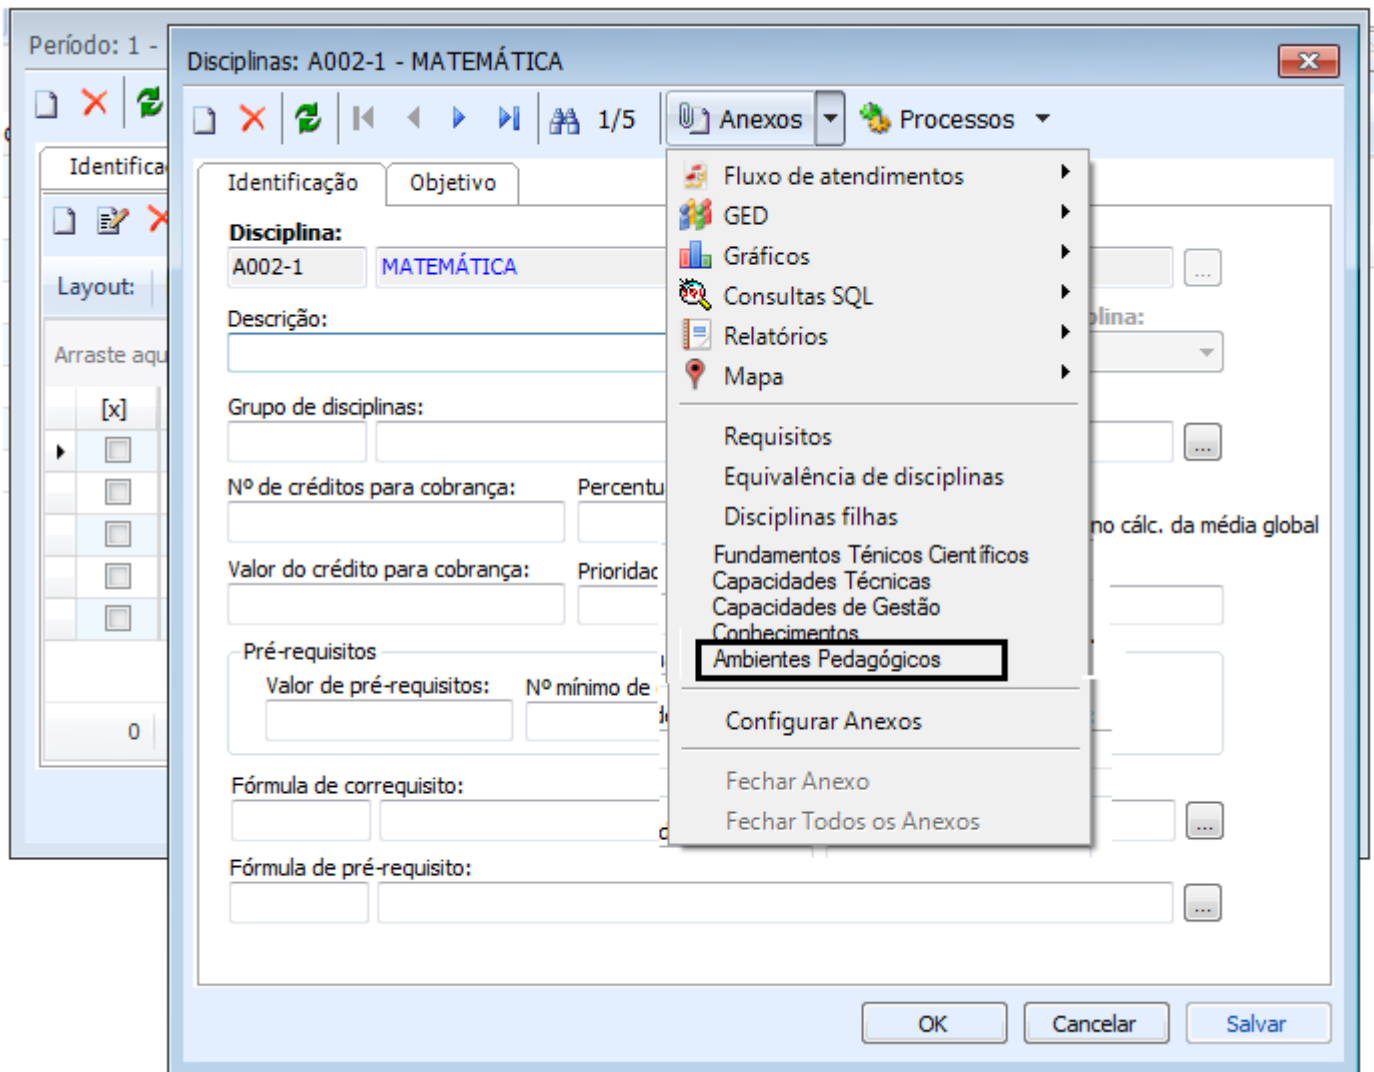 Período: 1 -
Disciplinas: A002-1 - MATEMÁTICA
1/5
Anexos
Processos
Identifica
Identificação
Objetivo
Fluxo de atendimentos
GED
Gráficos
Consultas SQL
Relatórios
Mapa
Requisitos
Equivalência de disciplinas
Disciplinas filhas
Fundamentos Ténicos Científicos
Capacidades Técnicas
Capacidades de Gestão
Conhecimentos
Ambientes Pedagógicos
Configurar Anexos
Fechar Anexo
Fechar Todos os Anexos
Layout:
Arraste aqu
[x]
0
Disciplina:
A002-1
MATEMÁTICA
...
Descrição:
plina:
Grupo de disciplinas:
...
Nº de créditos para cobrança:
Percentu
no cálc. da média global
Valor do crédito para cobrança:
Prioridad
Pré-requisitos
Valor de pré-requisitos:
Nº mínimo de
Fórmula de correquisito:
...
Fórmula de pré-requisito:
...
OK
Cancelar
Salvar